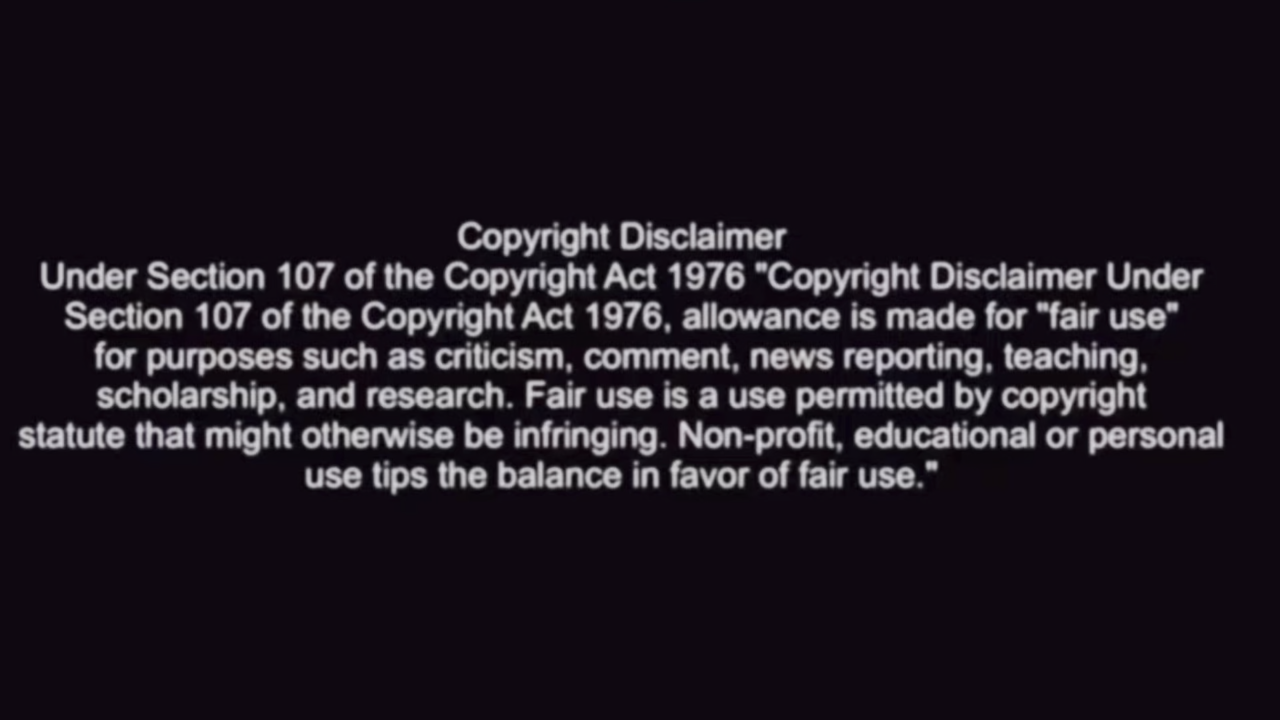 Copyright Disclaimer
Under Section 107 of the Copyright Act 1976 "Copyright Disclaimer Under
Section 107 of the Copyright Act 1976, allowance is made for "fair use"
for purposes such as criticism, comment, news reporting, teaching,
scholarship, and research. Fair use is a use permitted by copyright
statute that might otherwise be infringing. Non-profit, educational or personal
use tips the balance in favor of fair use."